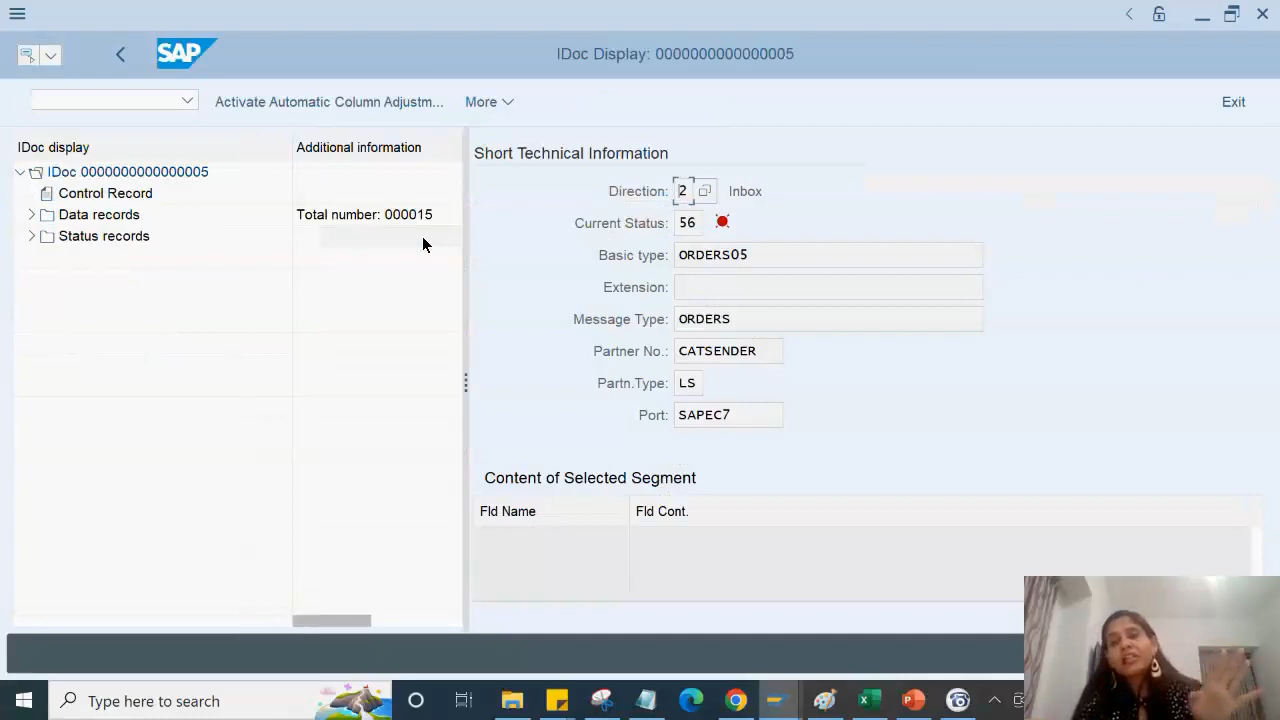 SAP
IDoc Display: 0000000000000005
Activate Automatic Column Adjustm...
More
Exit
IDoc display
Additional information
IDoc 0000000000000005
Control Record
Data records
Total number: 000015
Status records
Short Technical Information
Direction: 2 Inbox
Current Status: 56
Basic type: ORDERS05
Extension:
Message Type: ORDERS
Partner No.: CATSENDER
Partn.Type: LS
Port: SAPEC7
Content of Selected Segment
Fld Name
Fld Cont.
Type here to search